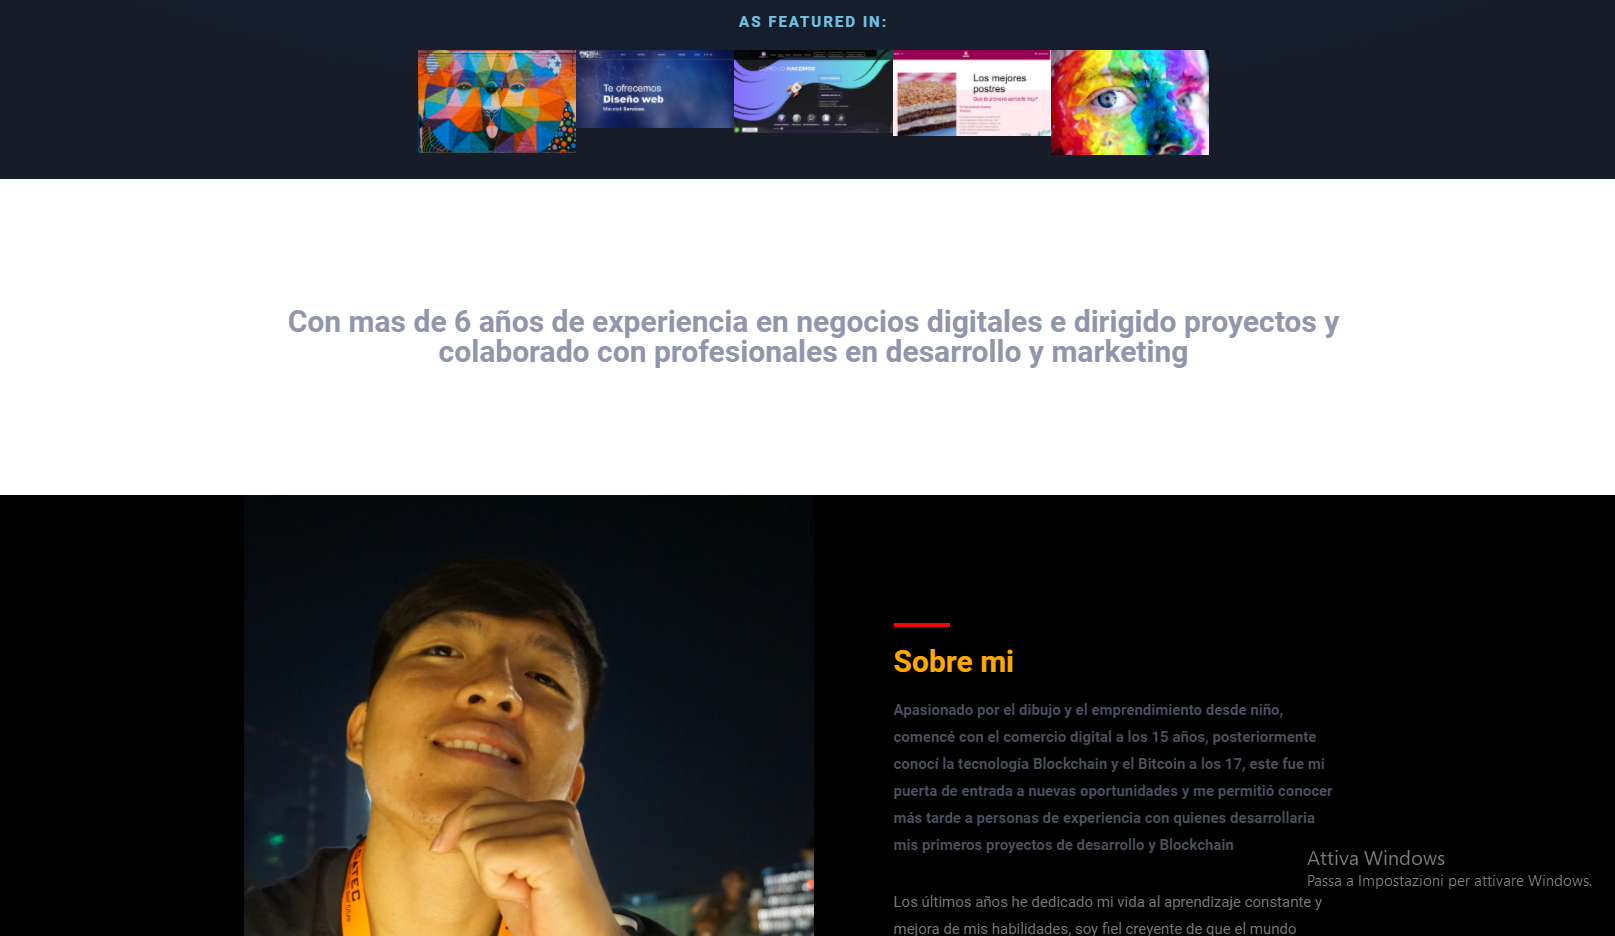 AS FEATURED IN:
Te ofrecemos
Diseño web
HACEMOS
Los mejores
postres
Con mas de 6 años de experiencia en negocios digitales e dirigido proyectos y
colaborado con profesionales en desarrollo y marketing
Sobre mi
Apasionado por el dibujo y el emprendimiento desde niño,
comencé con el comercio digital a los 15 años, posteriormente
conocí la tecnología Blockchain y el Bitcoin a los 17, este fue mi
puerta de entrada a nuevas oportunidades y me permitió conocer
más tarde a personas de experiencia con quienes desarrollaria
mis primeros proyectos de desarrollo y Blockchain
Attiva Windows
Passa a Impostazioni per attivare Windows.
Los últimos años he dedicado mi vida al aprendizaje constante y
mejora de mis habilidades, soy fiel creyente de que el mundo